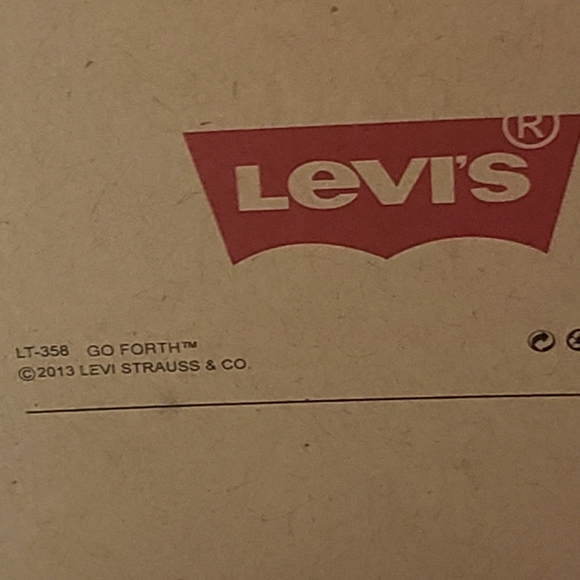 LEVI'S®
LT-358 GO FORTH™
©2013 LEVI STRAUSS & CO.